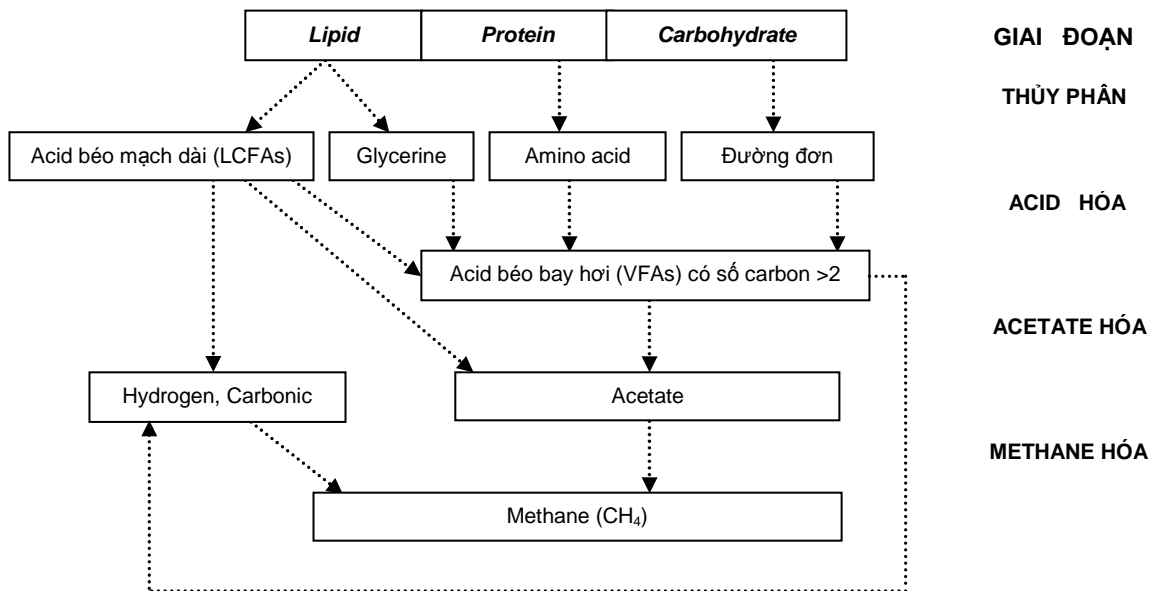 Lipid Protein Carbohydrate GIAI ĐOẠN
THỦY PHÂN
Acid béo mạch dài (LCFAs) Glycerine Amino acid Đường đơn
ACID HÓA
Acid béo bay hơi (VFAs) có số carbon >2
ACETATE HÓA
Hydrogen, Carbonic Acetate
METHANE HÓA
Methane (CH₄)